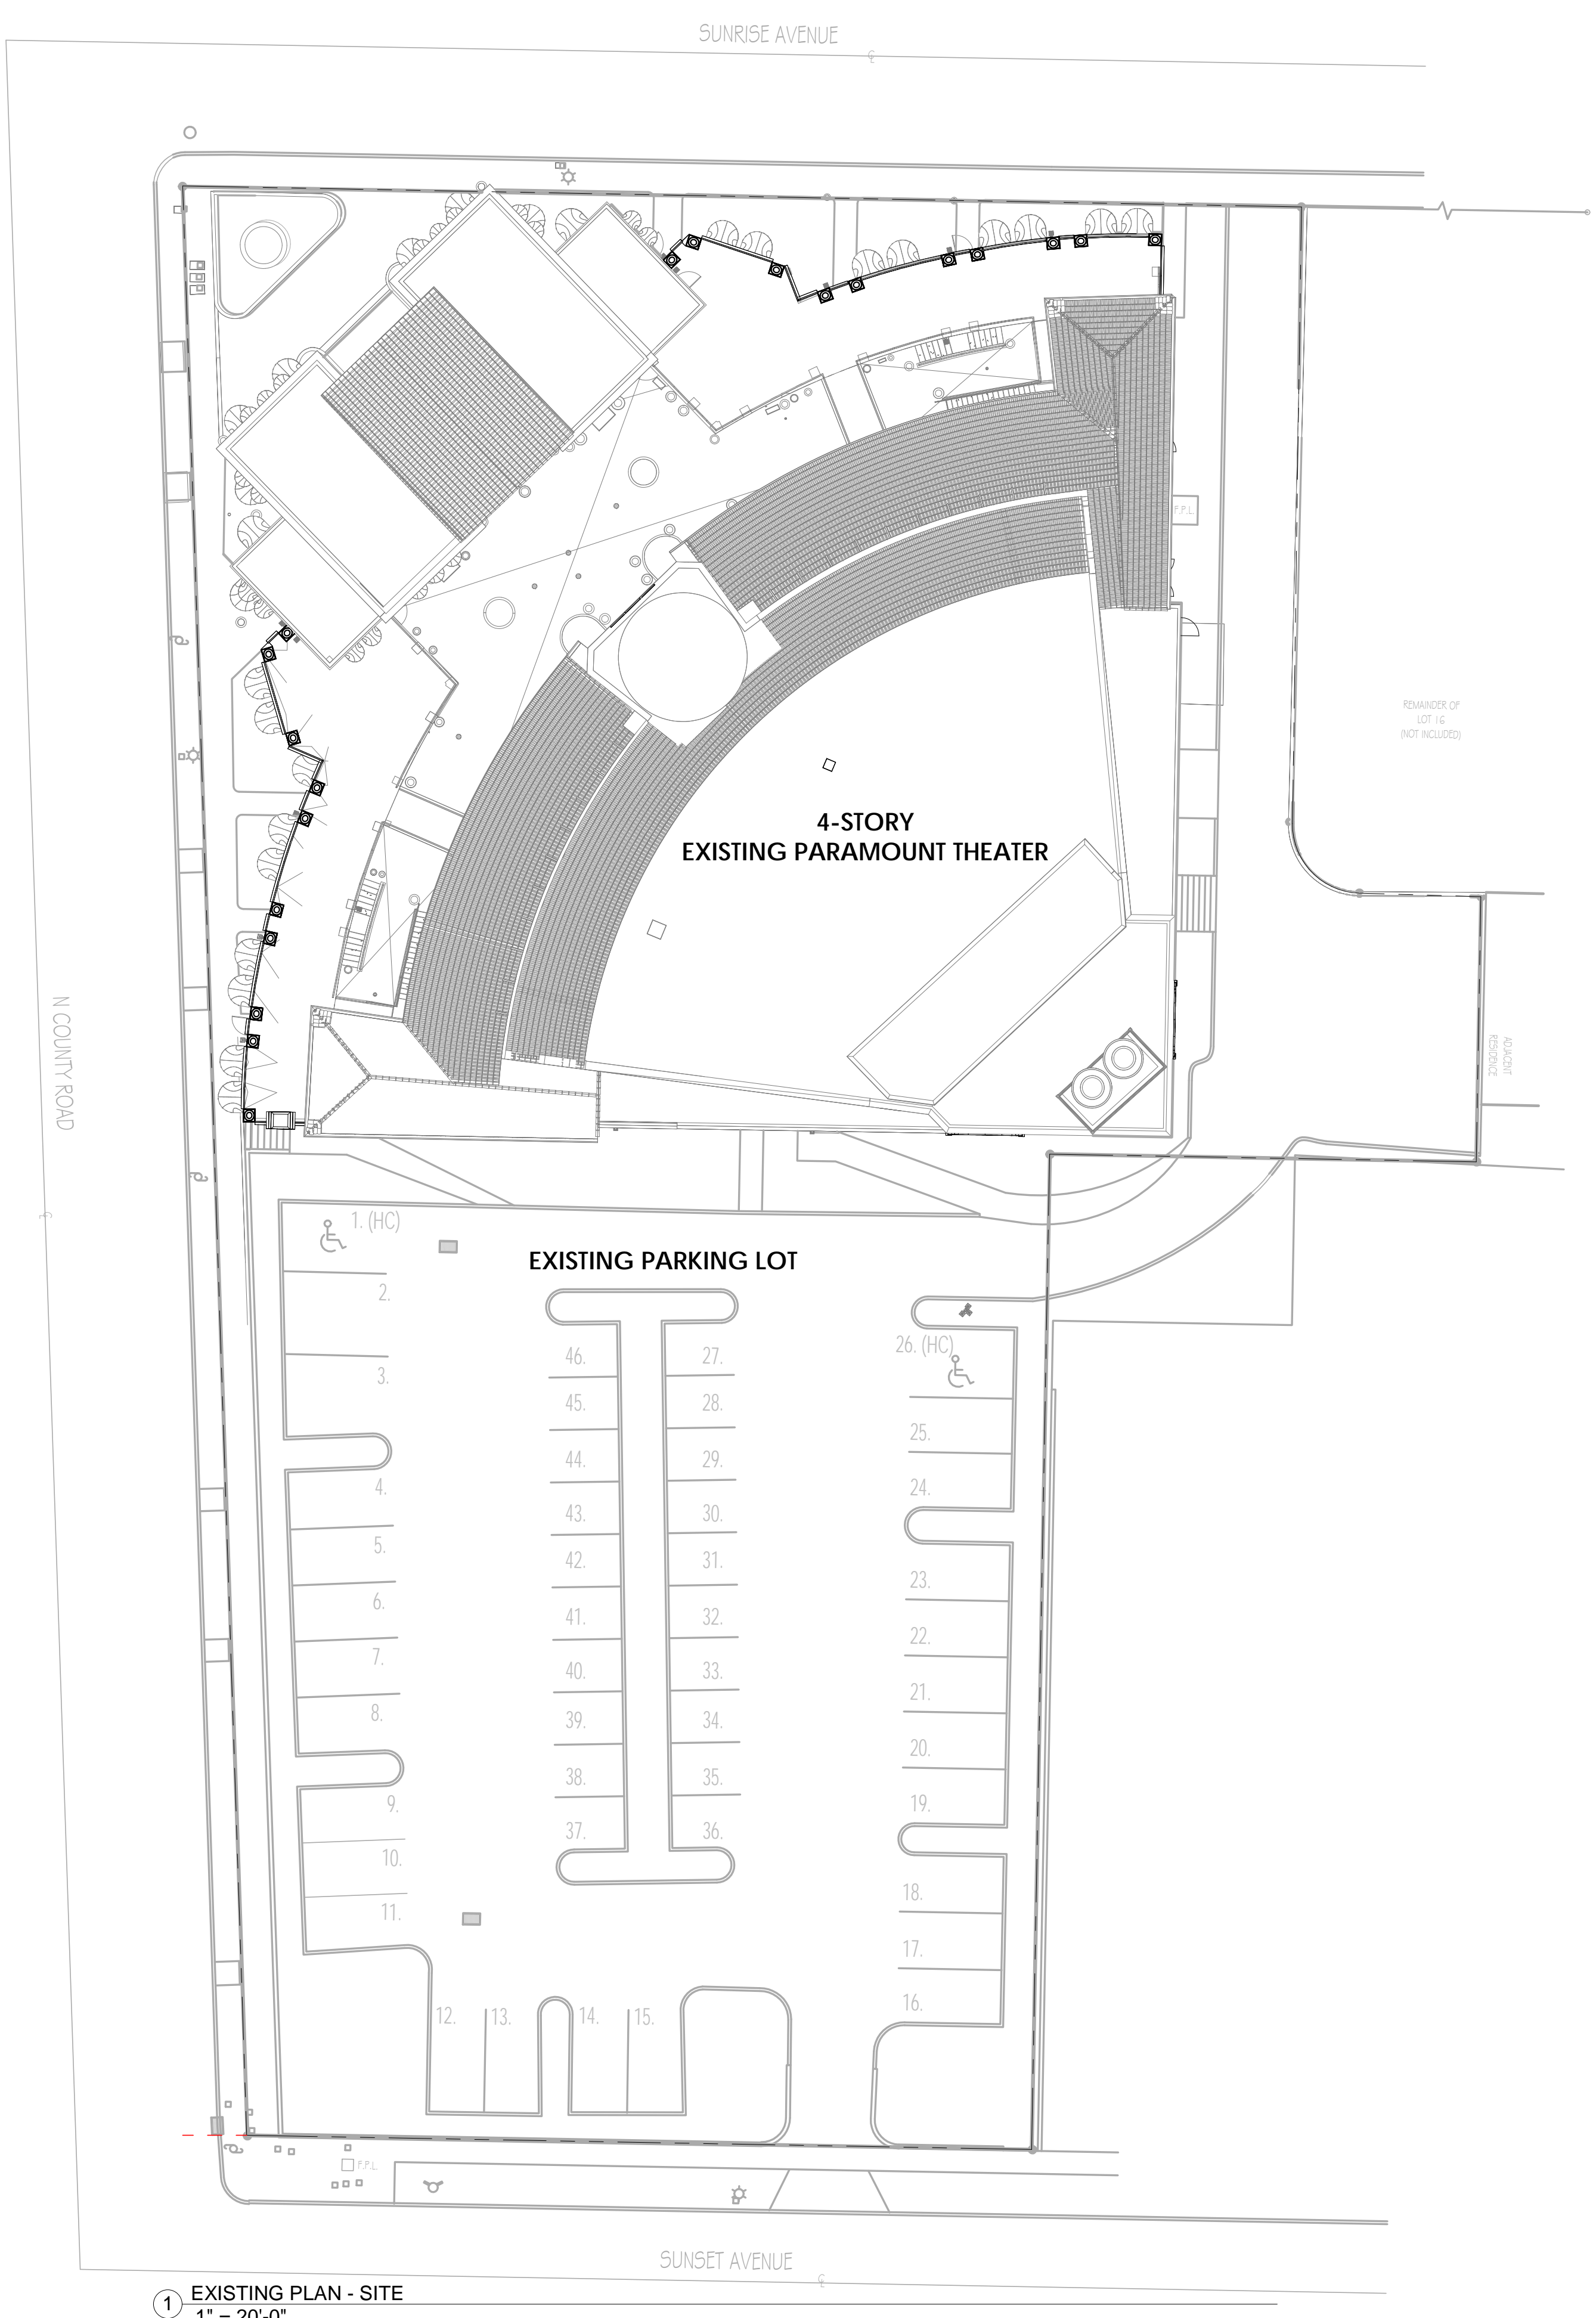 SUNRISE AVENUE
℄
F.P.L.
REMAINDER OF
LOT 16
(NOT INCLUDED)
4-STORY
EXISTING PARAMOUNT THEATER
N COUNTY ROAD
℄
ADJACENT
RESIDENCE
1. (HC)
EXISTING PARKING LOT
2.
3.
46.
27.
26. (HC)
45.
28.
25.
44.
29.
24.
4.
43.
30.
5.
42.
31.
23.
6.
41.
32.
22.
7.
40.
33.
21.
8.
39.
34.
20.
38.
35.
19.
9.
37.
36.
10.
18.
11.
17.
16.
12.
13.
14.
15.
F.P.L.
SUNSET AVENUE
℄
1
EXISTING PLAN - SITE
1" = 20'-0"